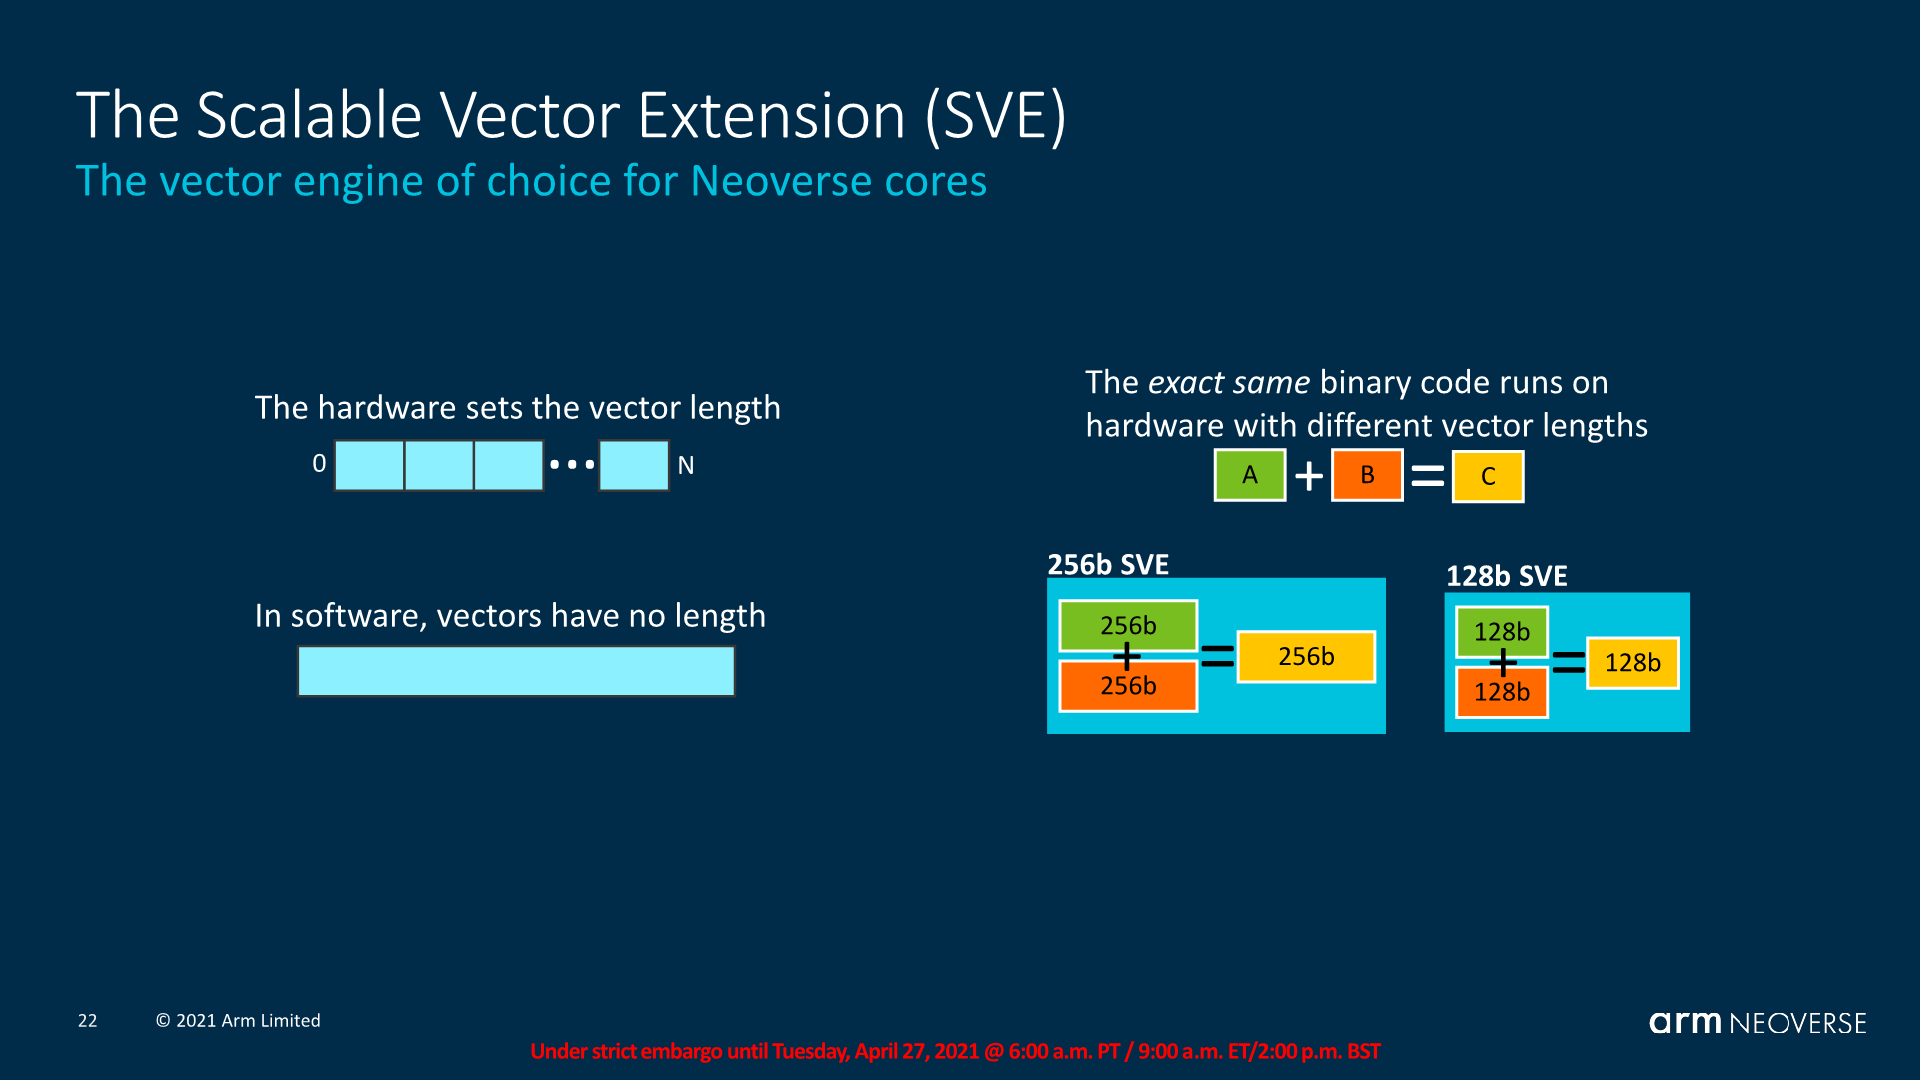 The Scalable Vector Extension (SVE)
The vector engine of choice for Neoverse cores
The hardware sets the vector length
0 ... N
In software, vectors have no length
The exact same binary code runs on
hardware with different vector lengths
A + B = C
256b SVE
256b
+
256b
= 256b
128b SVE
128b
+
128b
= 128b
22 © 2021 Arm Limited
arm NEOVERSE
Under strict embargo until Tuesday, April 27, 2021 @ 6:00 a.m. PT / 9:00 a.m. ET/2:00 p.m. BST